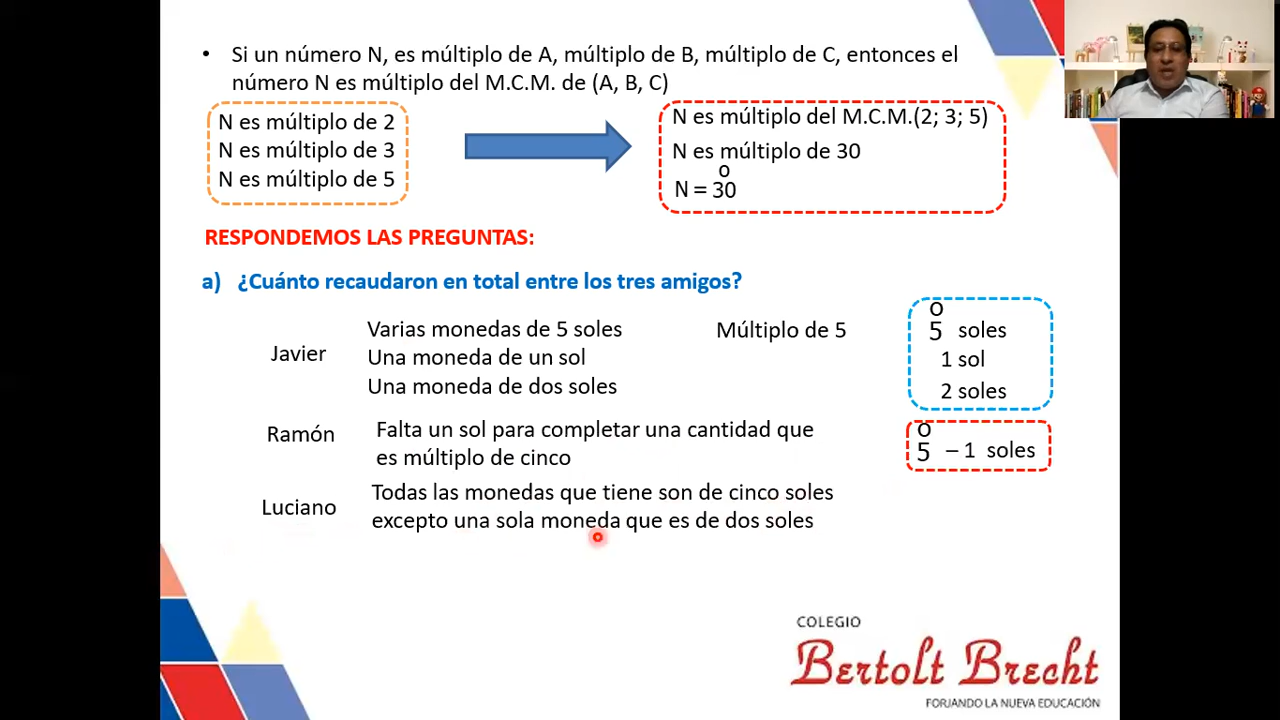 • Si un número N, es múltiplo de A, múltiplo de B, múltiplo de C, entonces el
número N es múltiplo del M.C.M. de (A, B, C)
N es múltiplo de 2
N es múltiplo de 3
N es múltiplo de 5
N es múltiplo del M.C.M.(2; 3; 5)
N es múltiplo de 30
o
N = 30
RESPONDEMOS LAS PREGUNTAS:
a) ¿Cuánto recaudaron en total entre los tres amigos?
Javier
Varias monedas de 5 soles
Una moneda de un sol
Una moneda de dos soles
Múltiplo de 5
o
5 soles
1 sol
2 soles
Ramón
Falta un sol para completar una cantidad que
es múltiplo de cinco
o
5 – 1 soles
Luciano
Todas las monedas que tiene son de cinco soles
excepto una sola moneda que es de dos soles
COLEGIO
Bertolt Brecht
FORJANDO LA NUEVA EDUCACIÓN